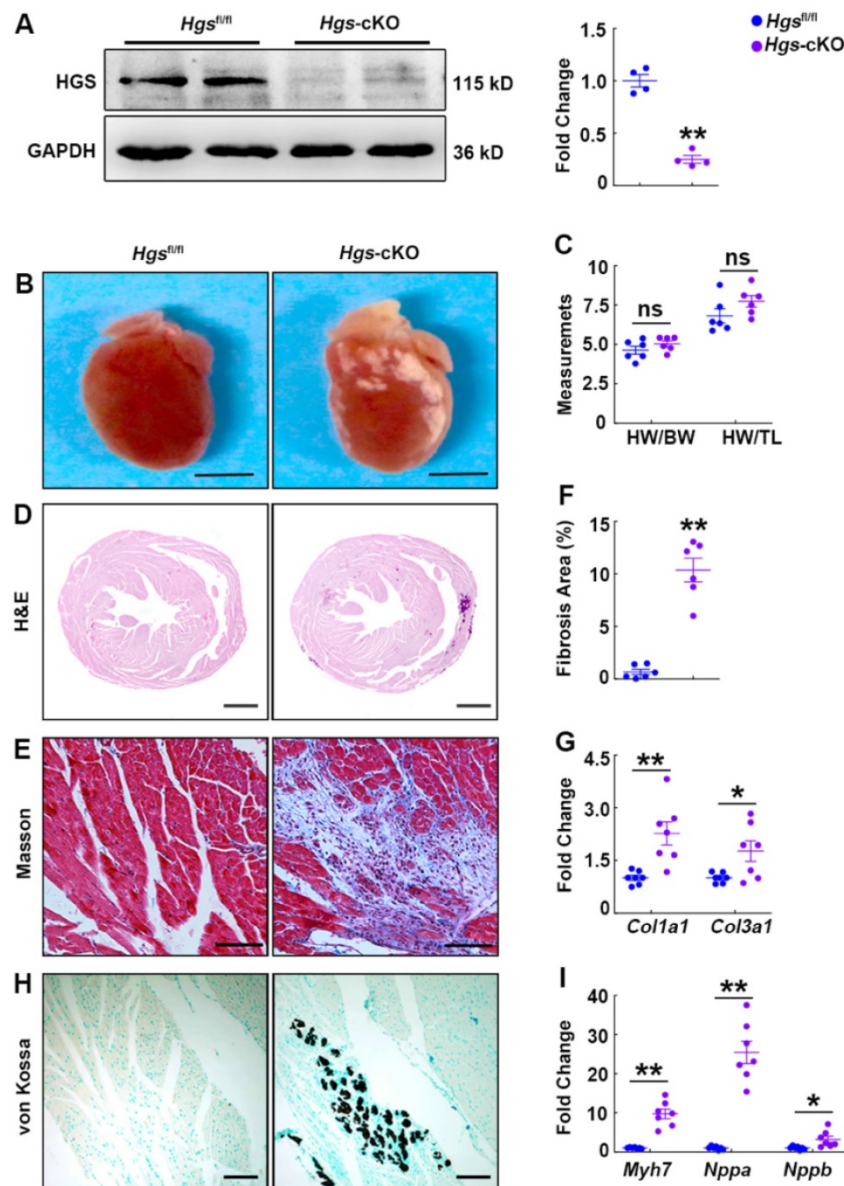 A
Hgsfl/fl Hgs-cKO
HGS 115 kD
GAPDH 36 kD
Fold Change
1.5
1.0
0.5
0
**
Hgsfl/fl
Hgs-cKO
B
Hgsfl/fl Hgs-cKO
C
Measuremets
10
7.5
5.0
2.5
0
ns ns
HW/BW HW/TL
D
H&E
F
Fibrosis Area (%)
15
10
5
0
**
E
Masson
G
Fold Change
4.5
3.0
1.5
0
** *
Col1a1 Col3a1
H
von Kossa
I
Fold Change
40
30
20
10
0
** ** *
Myh7 Nppa Nppb